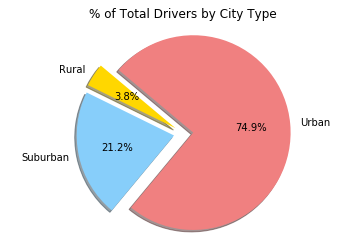 % of Total Drivers by City Type
Rural
3.8%
Urban
74.9%
21.2%
Suburban